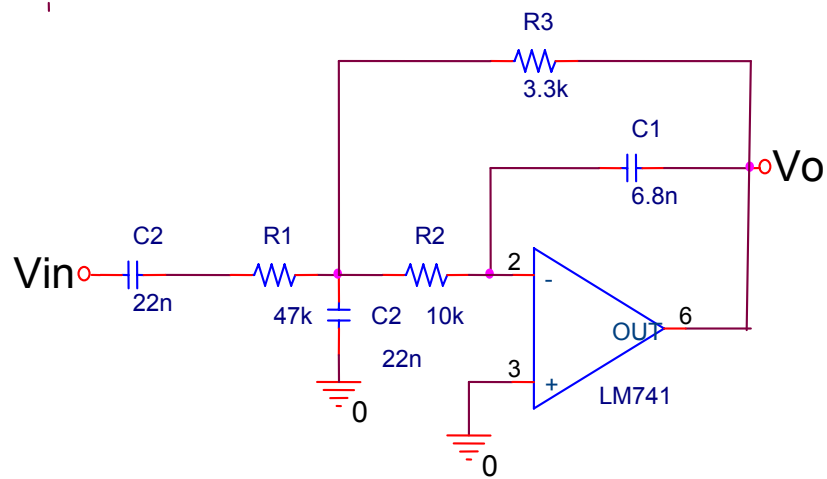 R3
3.3k
C1
6.8n
Vo
C2
22n
R1
47k
R2
10k
Vin
C2
22n
0
2
-
3
+
OUT
6
LM741
0